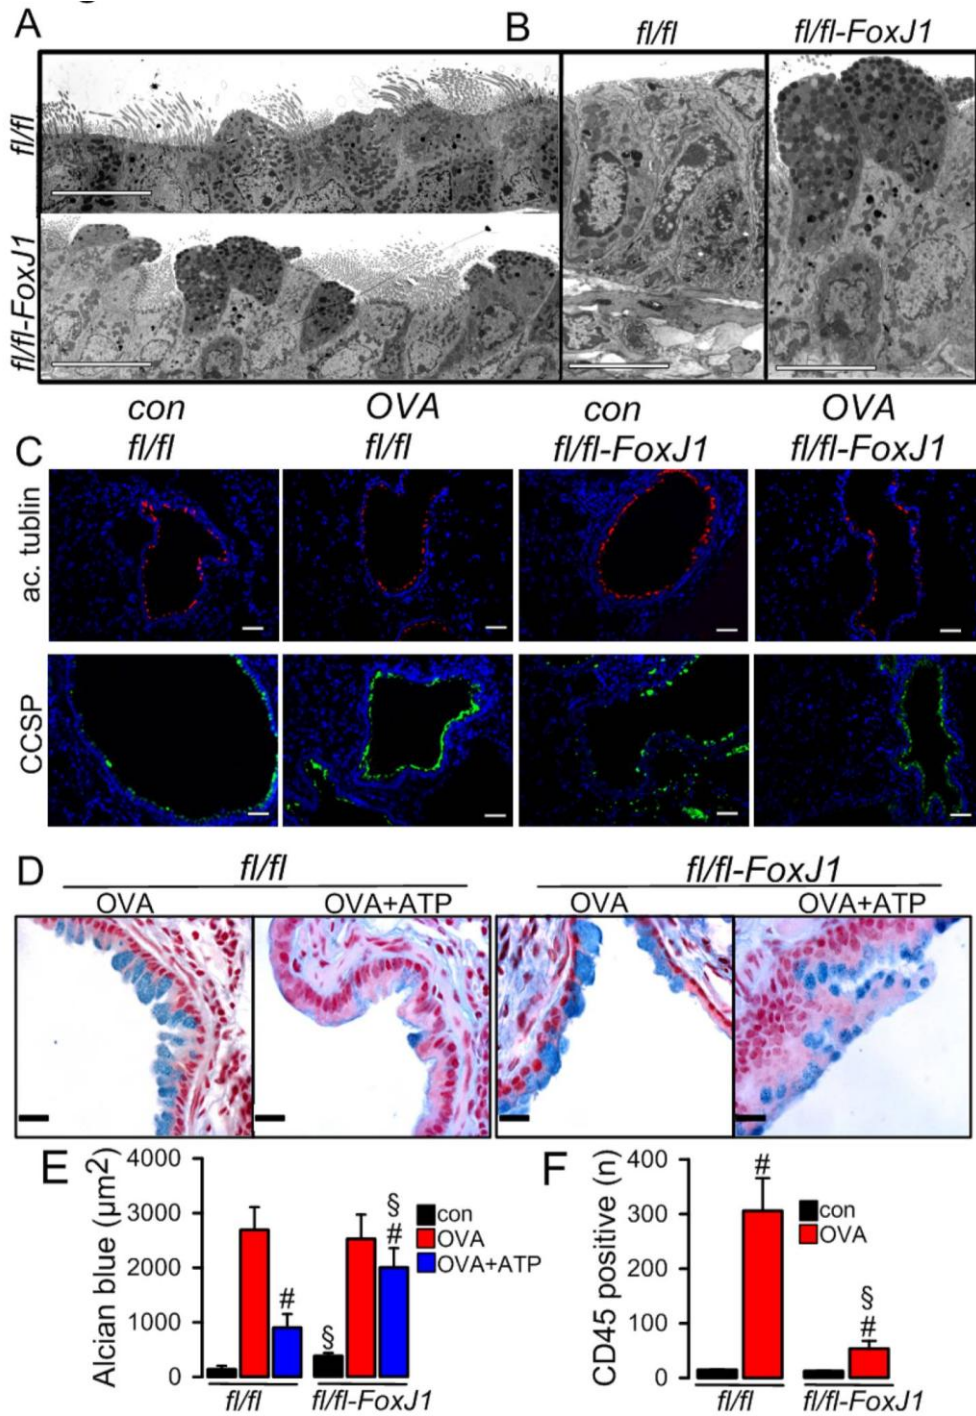 A
B
fl/fl
fl/fl-FoxJ1
fl/fl
fl/fl-FoxJ1
con
OVA
con
OVA
C
fl/fl
fl/fl
fl/fl-FoxJ1
fl/fl-FoxJ1
ac. tublin
CCSP
D
fl/fl
fl/fl-FoxJ1
OVA
OVA+ATP
OVA
OVA+ATP
E
Alcian blue (µm2)
4000
3000
2000
1000
0
#
§
§
#
con
OVA
OVA+ATP
fl/fl
fl/fl-FoxJ1
F
CD45 positive (n)
400
300
200
100
0
#
§
#
con
OVA
fl/fl
fl/fl-FoxJ1